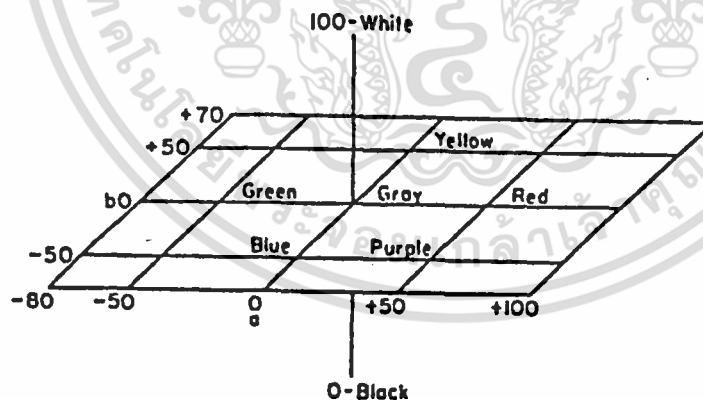 100-White
+70
+50
Yellow
b0
Green
Gray
Red
-50
Blue
Purple
-80
-50
0
+50
+100
a
0-Black